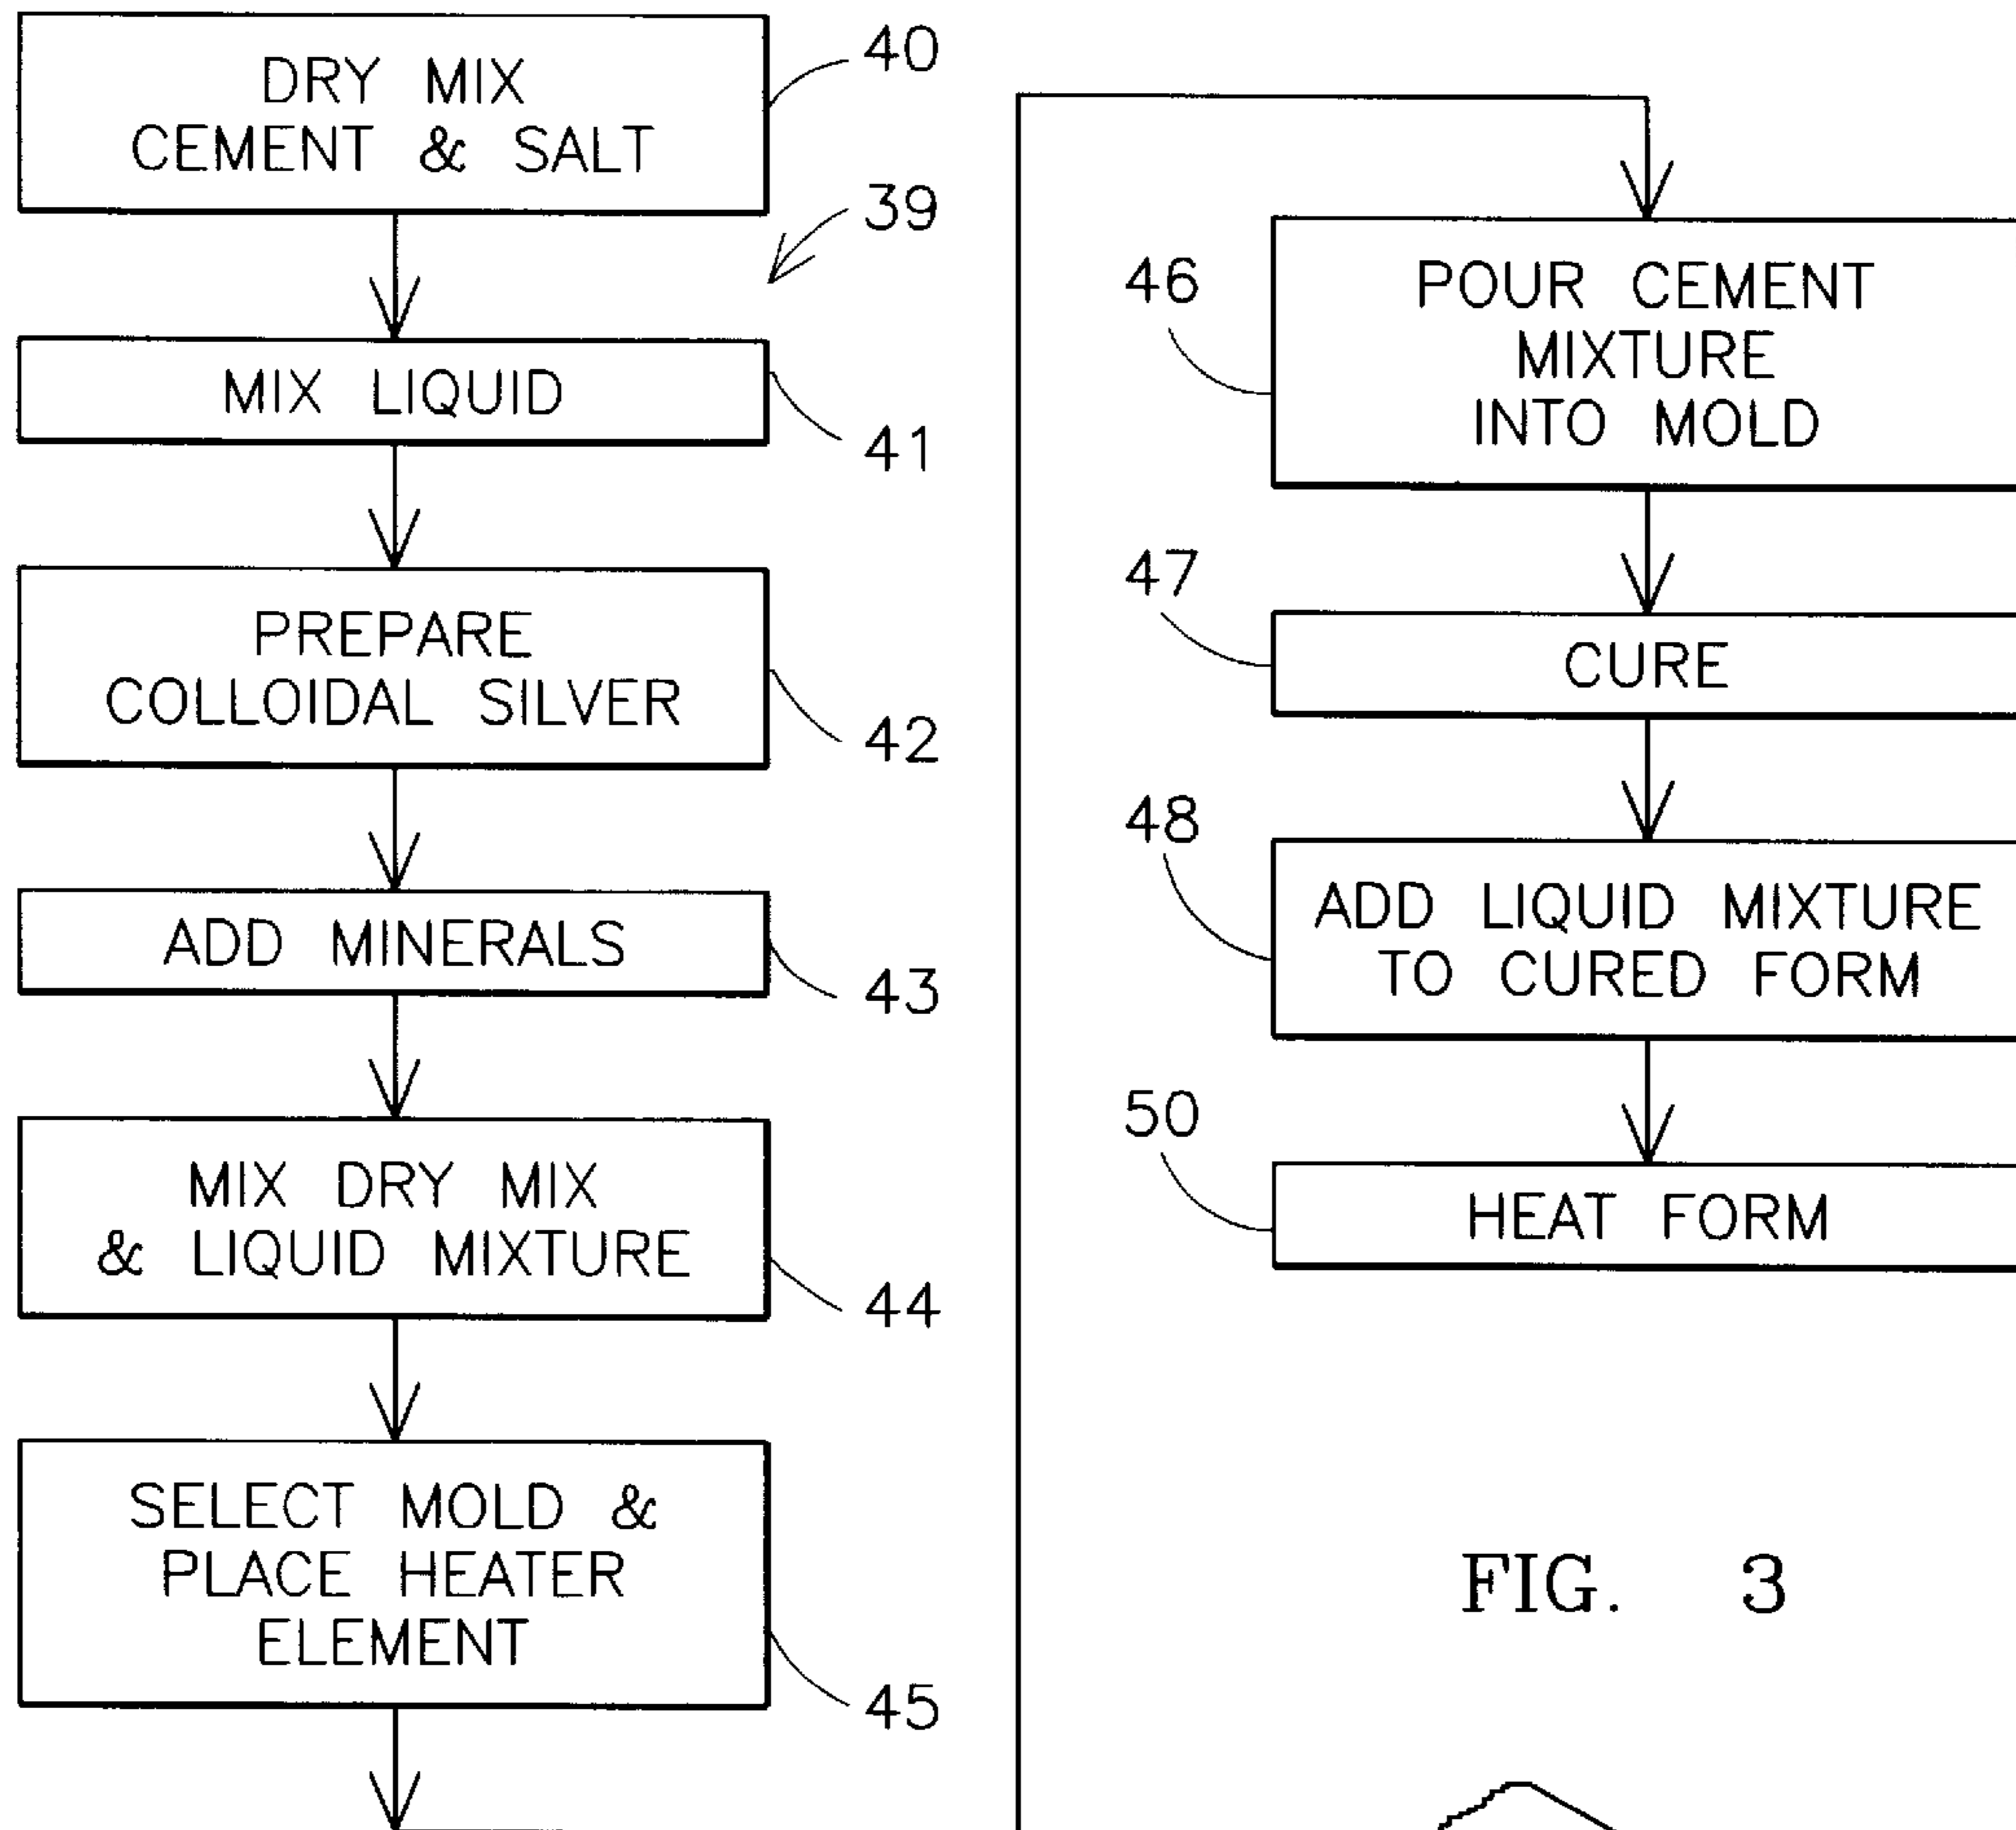 DRY MIX
CEMENT & SALT
40
39
MIX LIQUID
41
PREPARE
COLLOIDAL SILVER
42
ADD MINERALS
43
MIX DRY MIX
& LIQUID MIXTURE
44
SELECT MOLD &
PLACE HEATER
ELEMENT
45
46
POUR CEMENT
MIXTURE
INTO MOLD
47
CURE
48
ADD LIQUID MIXTURE
TO CURED FORM
50
HEAT FORM
FIG. 3